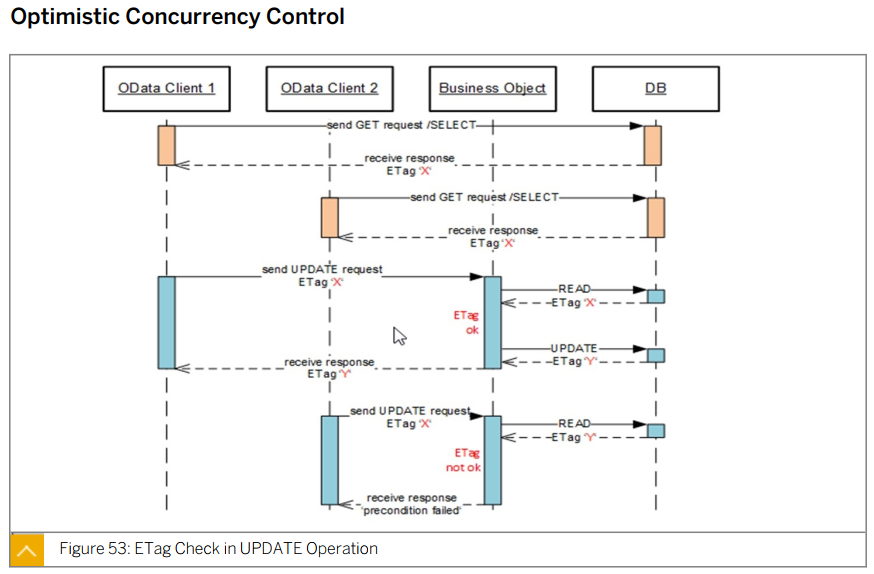 Optimistic Concurrency Control
OData Client 1
OData Client 2
Business Object
DB
send GET request /SELECT
receive response
ETag 'X'
send GET request /SELECT
receive response
ETag 'X'
send UPDATE request
ETag 'X'
READ
ETag 'X'
ETag
ok
UPDATE
ETag 'Y'
receive response
ETag 'Y'
send UPDATE request
ETag 'X'
READ
ETag 'Y'
ETag
not ok
receive response
'precondition failed'
Figure 53: ETag Check in UPDATE Operation